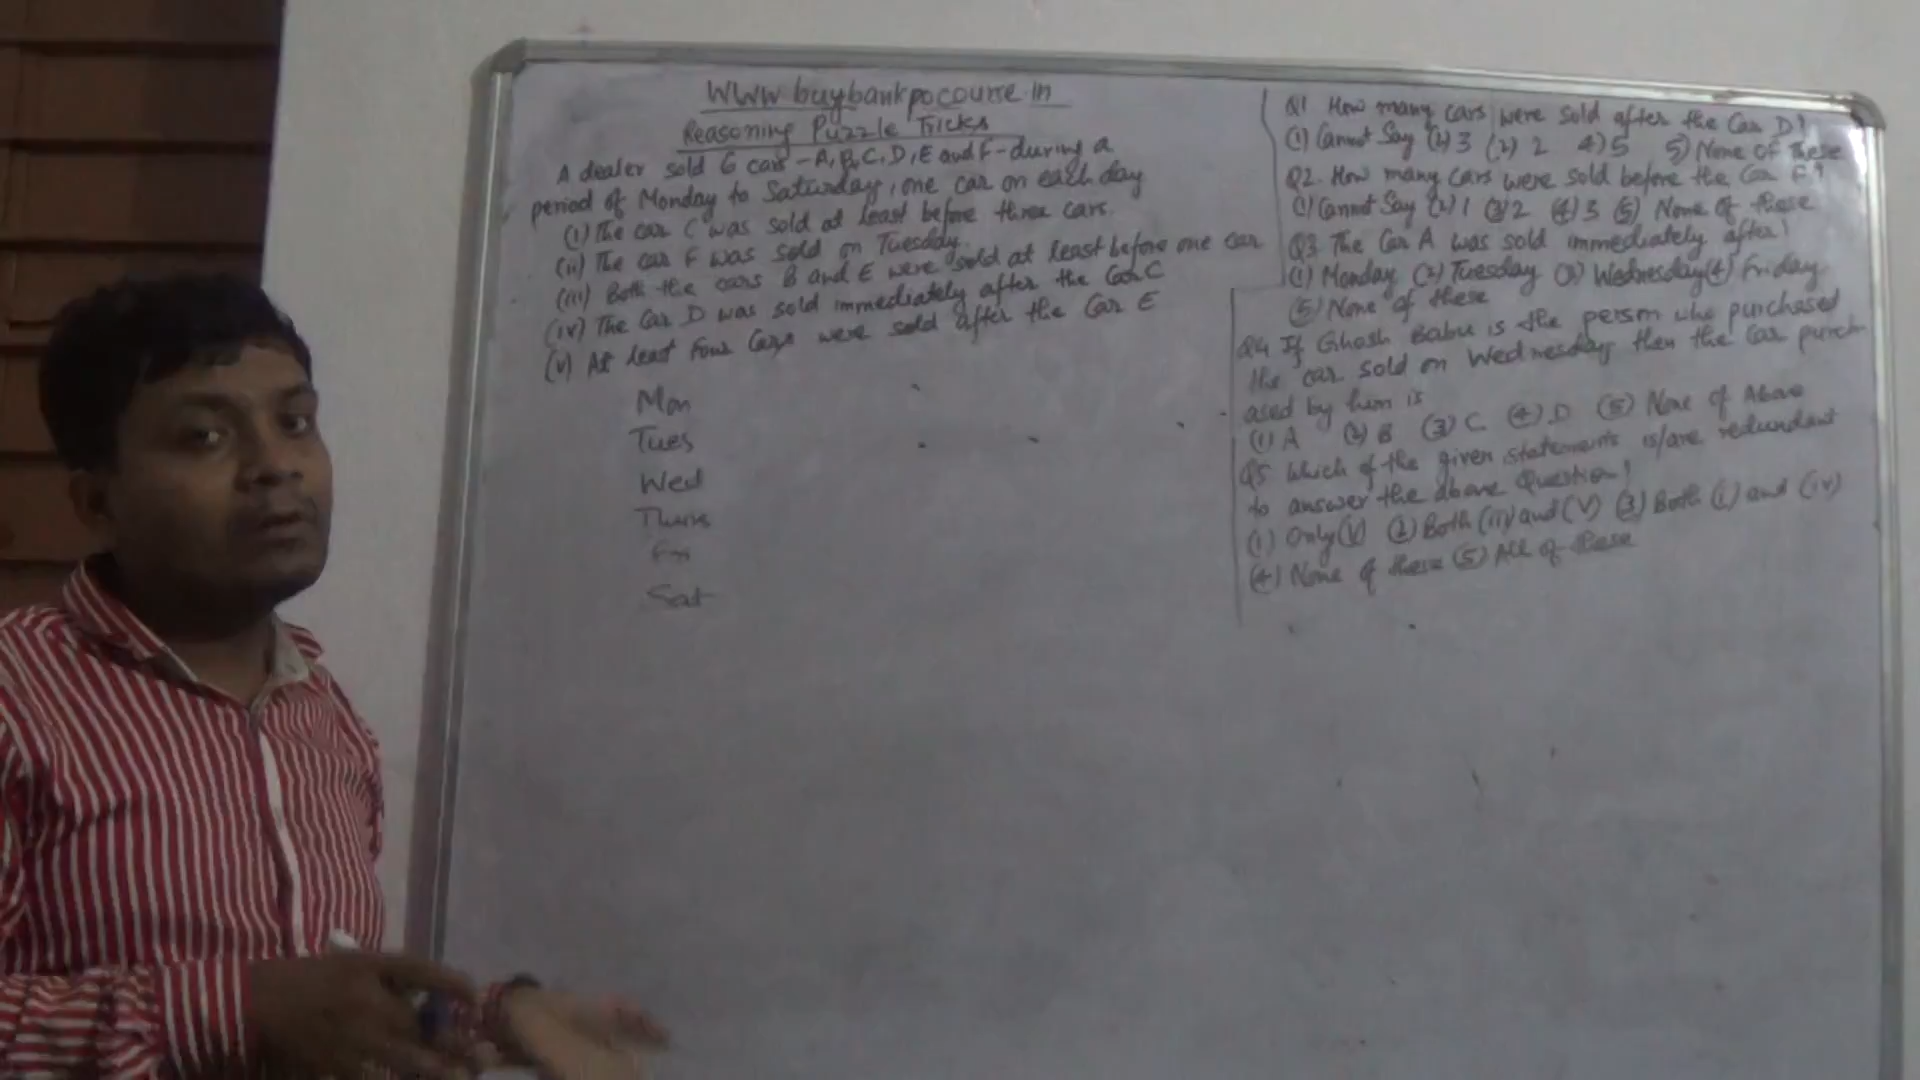 WWW buybankpocourse.in
Reasoning Puzzle Tricks
A dealer sold 6 cars - A, B, C, D, E and F - during a
period of Monday to Saturday, one car on each day
(i) The car C was sold at least before three cars.
(ii) The car F was sold on Tuesday.
(iii) Both the cars B and E were sold at least before one car
(iv) The Car D was sold immediately after the Car C
(v) At least Four Cars were sold after the Car E
Mon
Tues
Wed
Thurs
Fri
Sat
Q1 How many cars were sold after the Car D?
(1) Cannot Say (2) 3 (3) 2 4) 5 5) None of These
Q2. How many cars were sold before the Car F?
(1) Cannot Say (2) 1 (3) 2 (4) 3 (5) None of these
Q3 The Car A was sold immediately after?
(1) Monday (2) Tuesday (3) Wednesday (4) Friday
(5) None of these
Q4 If Ghosh Babu is the person who purchased
the car sold on Wednesday then the Car purch
ased by him is
(1) A (2) B (3) C (4) D (5) None of Above
Q5 Which of the given statements is/are redundant
to answer the above Question?
(1) Only (V) (2) Both (iii) and (V) (3) Both (i) and (iv)
(4) None of these (5) All of these